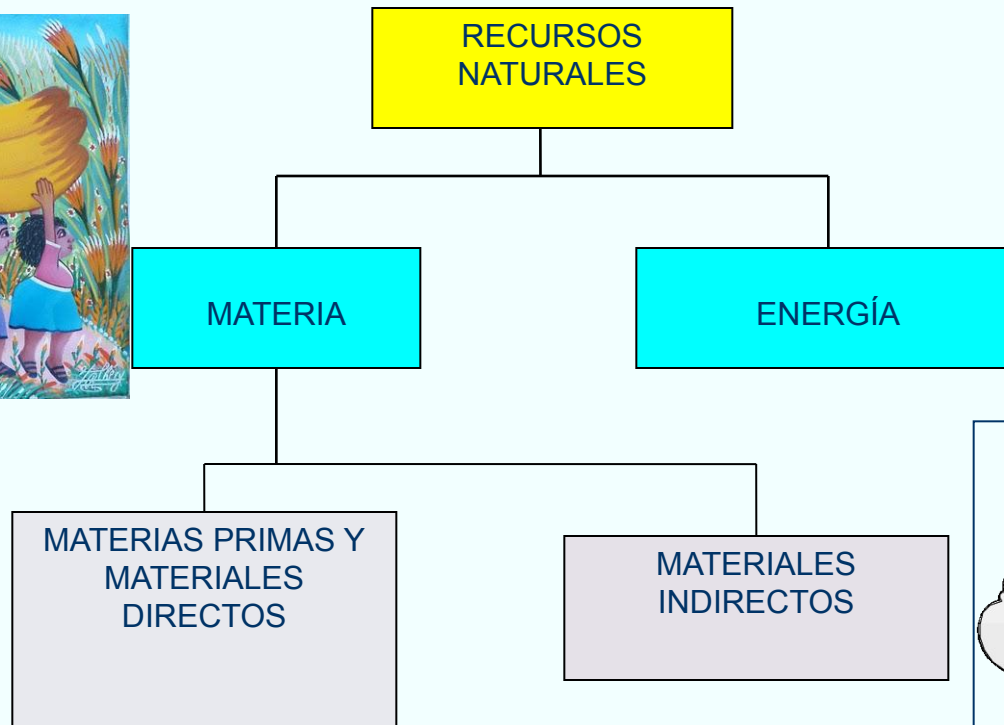 RECURSOS
NATURALES
MATERIA
ENERGÍA
MATERIAS PRIMAS Y
MATERIALES
DIRECTOS
MATERIALES
INDIRECTOS